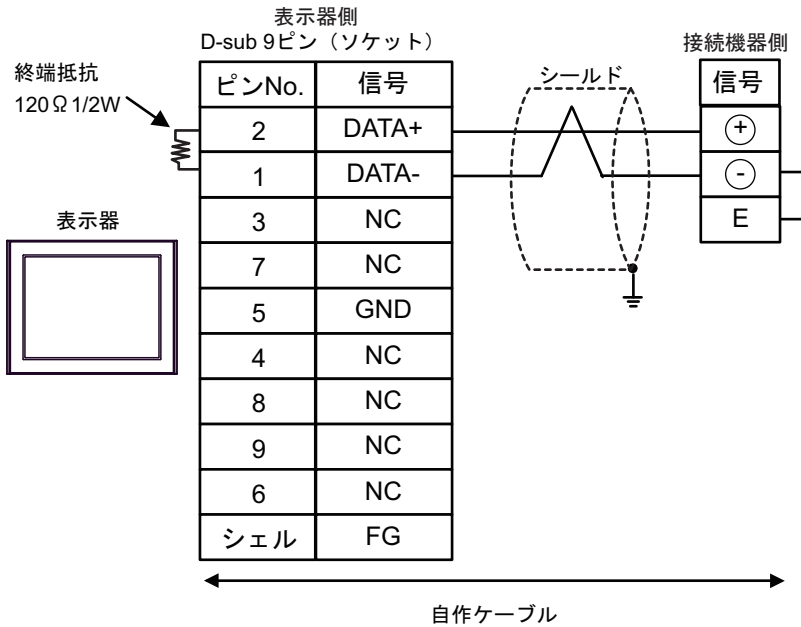 表示器側
D-sub 9ピン（ソケット）
接続機器側
終端抵抗
120Ω 1/2W
シールド
ピンNo. 信号 信号
2 DATA+ +
1 DATA- -
3 NC E
表示器
7 NC
5 GND
4 NC
8 NC
9 NC
6 NC
シェル FG
自作ケーブル